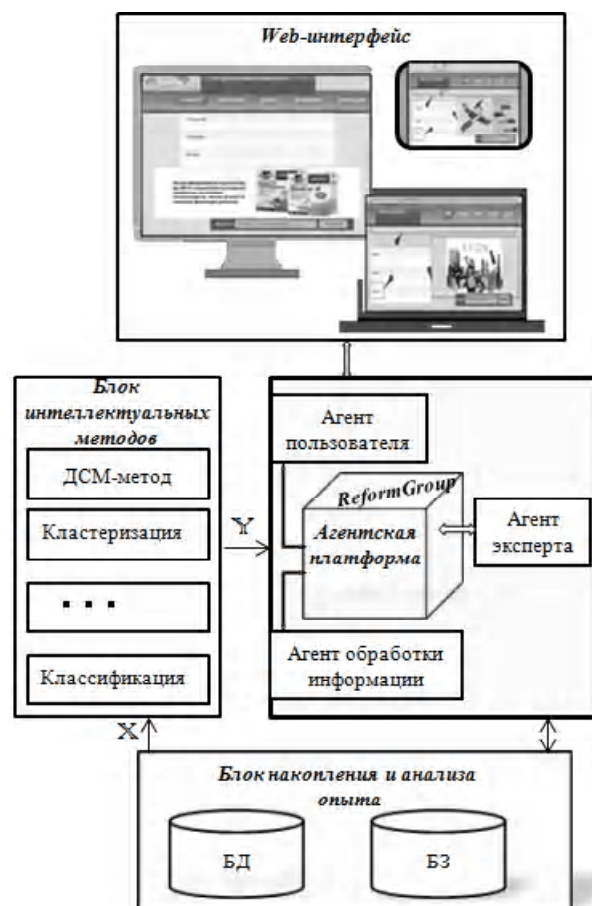 Web-интерфейс
Блок
интеллектуальных
методов
ДСМ-метод
Кластеризация
. . .
Классификация
Y
Агент
пользователя
ReformGroup
Агентская
платформа
Агент
эксперта
Агент обработки
информации
X
Блок накопления и анализа
опыта
БД
БЗ